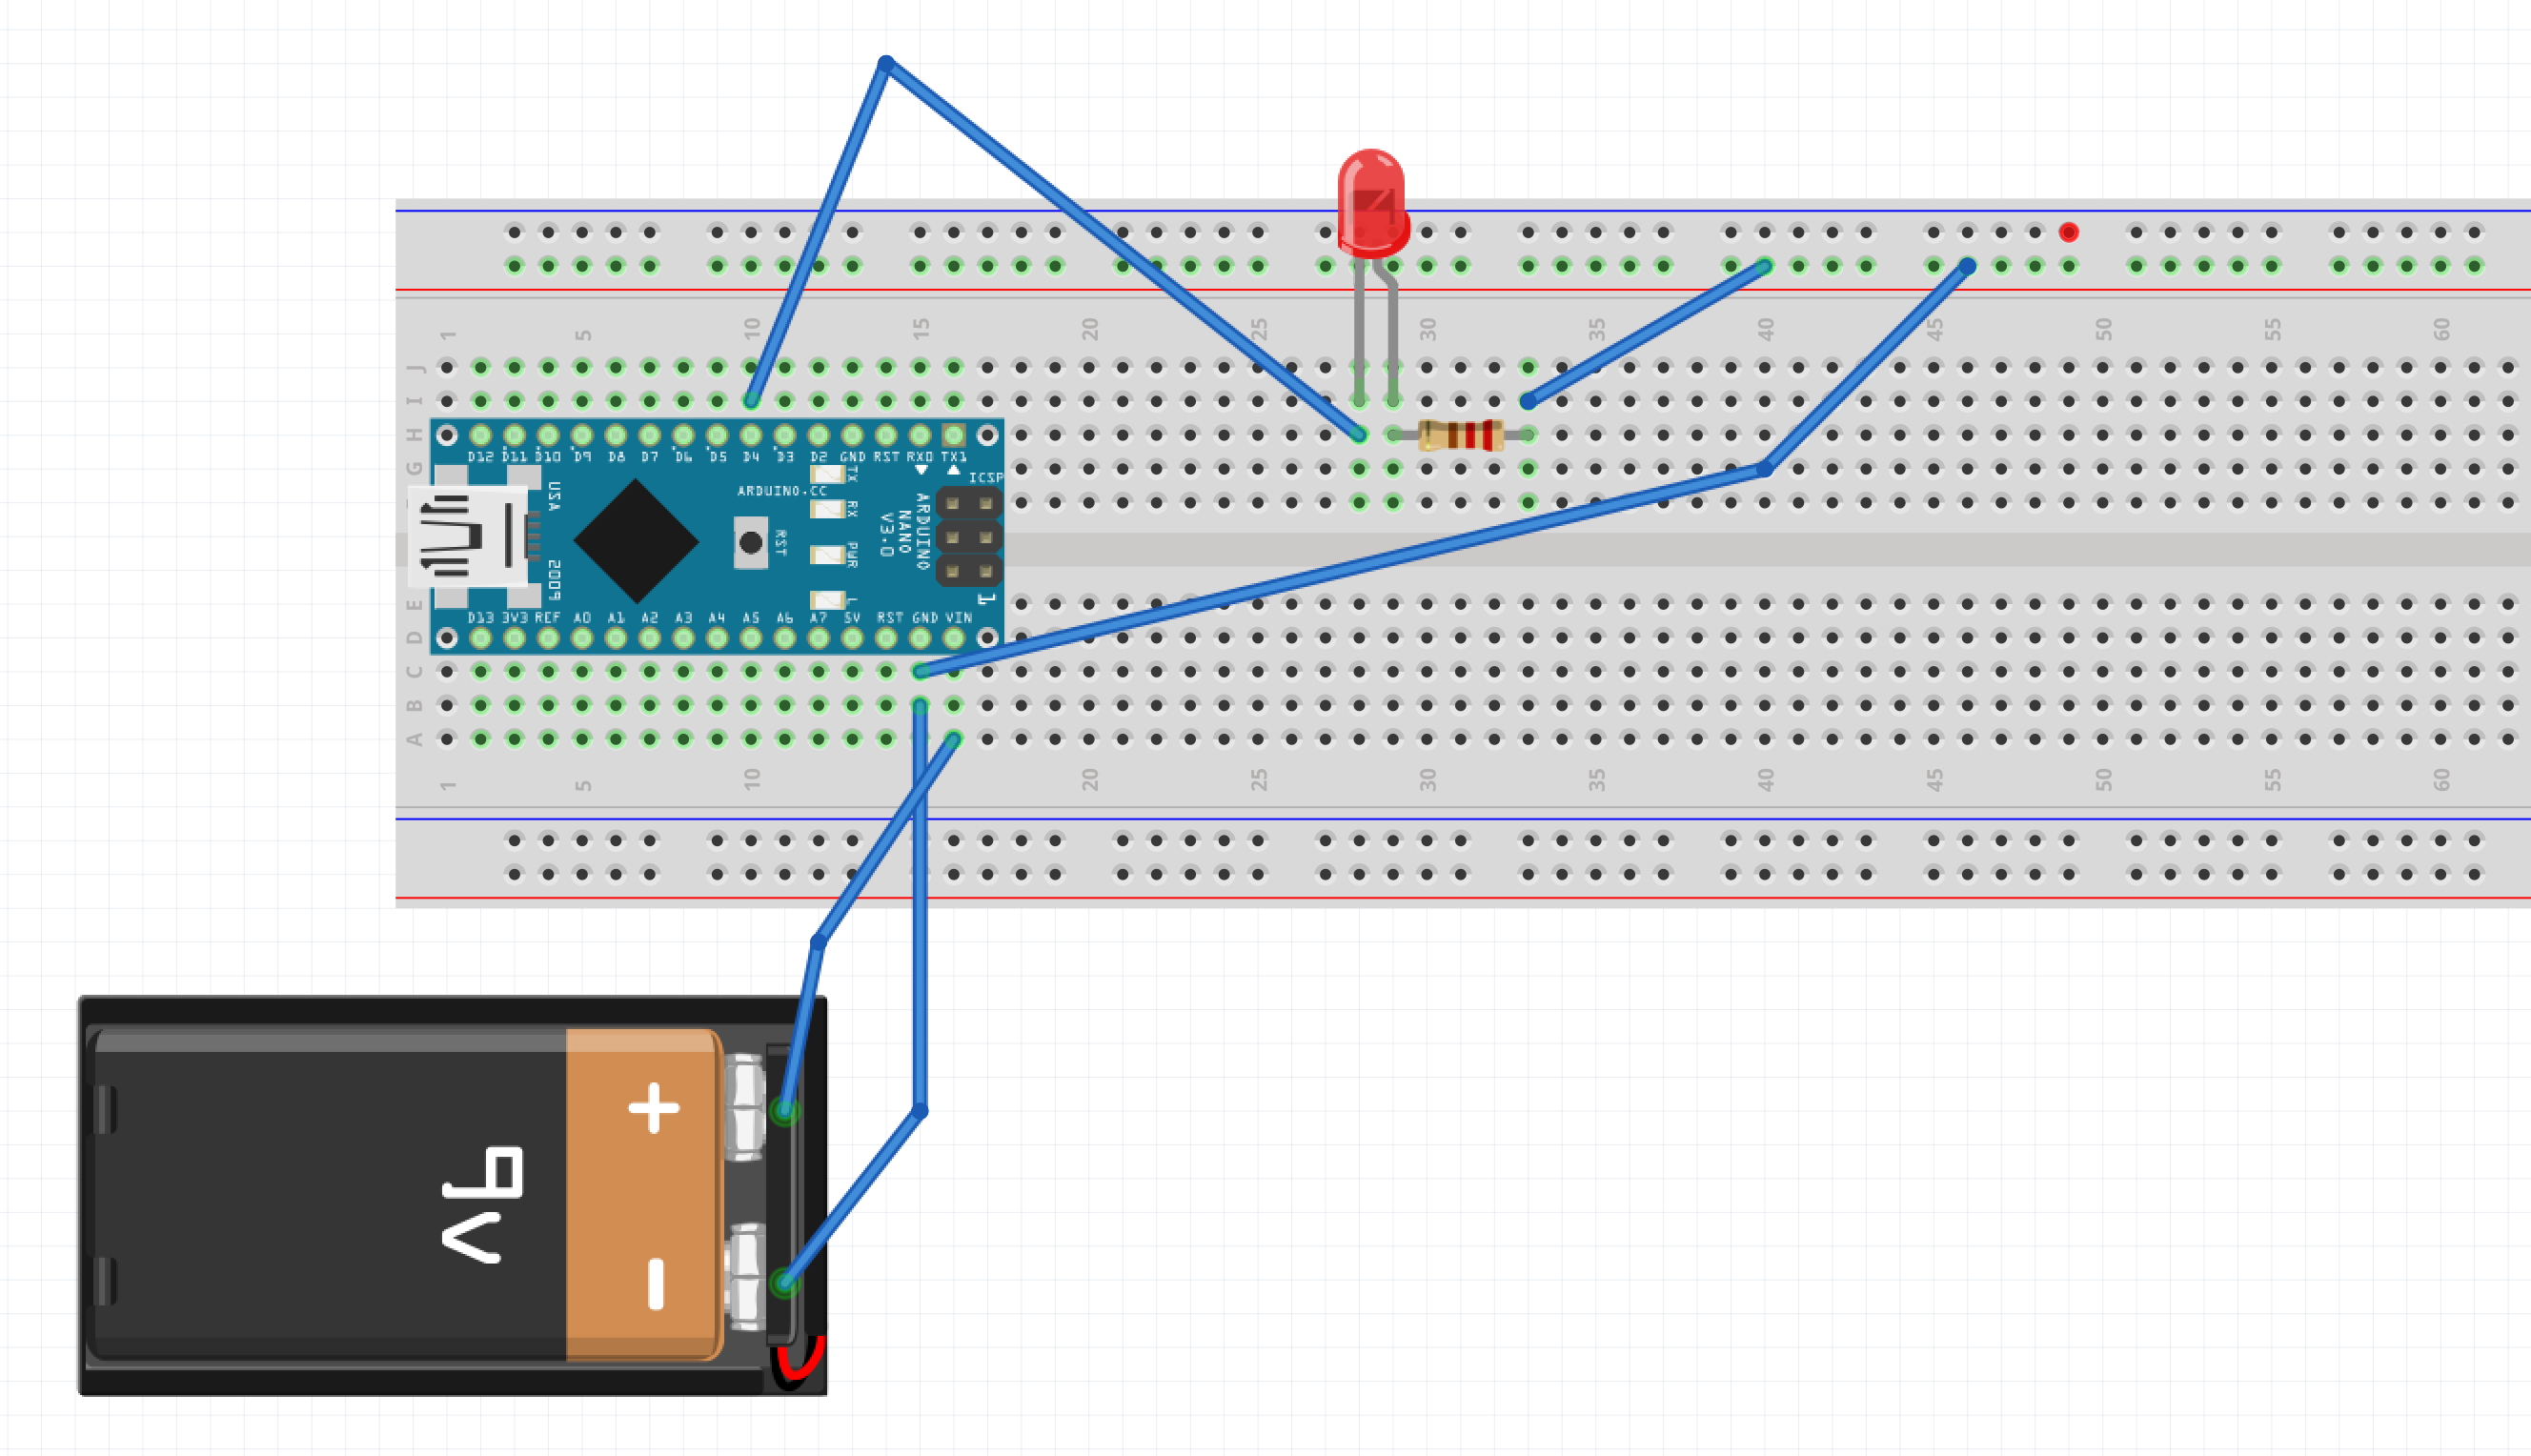 1 5 10 15 20 25 30 35 40 45 50 55 60
J
I
H
G
D12 D11 D10 D9 D8 D7 D6 D5 D4 D3 D2 GND RST RX0 TX1
ICSP
TX
RX
PWR
L
USA
2009
ARDUINO.CC
RST
ARDUINO
NANO
V3.0
1
D13 3V3 REF A0 A1 A2 A3 A4 A5 A6 A7 5V RST GND VIN
E
D
C
B
A
1 5 10 20 25 30 35 40 45 50 55 60
+
9V
-